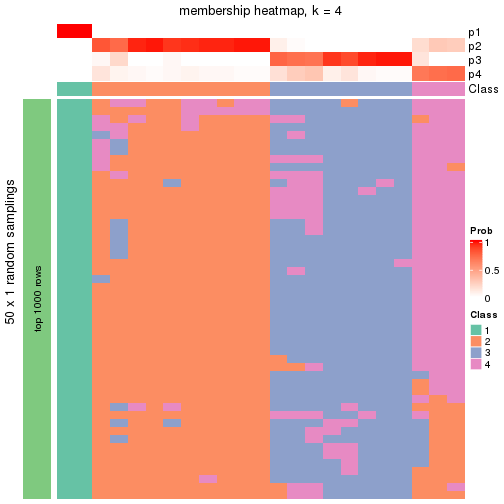 membership heatmap, k = 4
p1
p2
p3
p4
Class
50 x 1 random samplings
top 1000 rows
Prob
1
0.5
0
Class
1
2
3
4